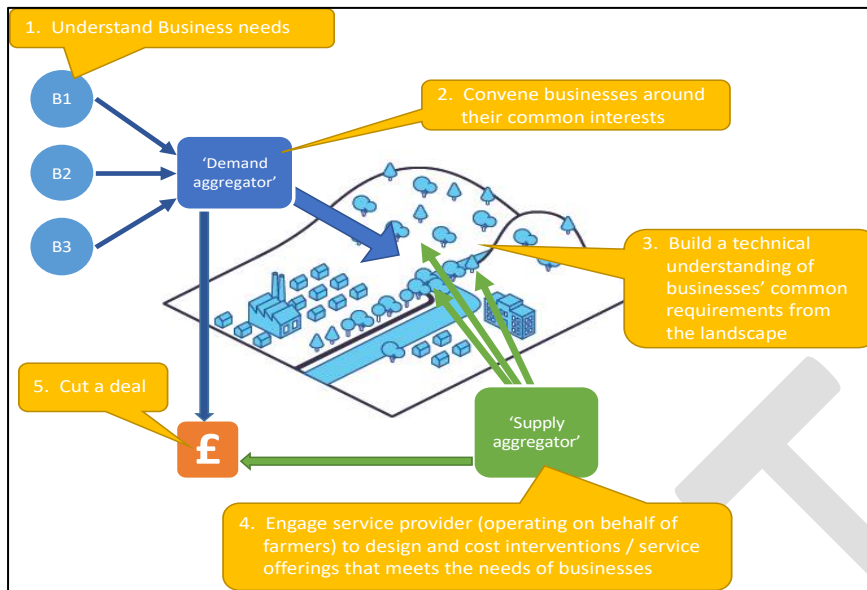 1. Understand Business needs
B1
2. Convene businesses around
their common interests
B2
'Demand
aggregator'
B3
3. Build a technical
understanding of
businesses' common
requirements from
the landscape
5. Cut a deal
£
'Supply
aggregator'
4. Engage service provider (operating on behalf of
farmers) to design and cost interventions / service
offerings that meets the needs of businesses